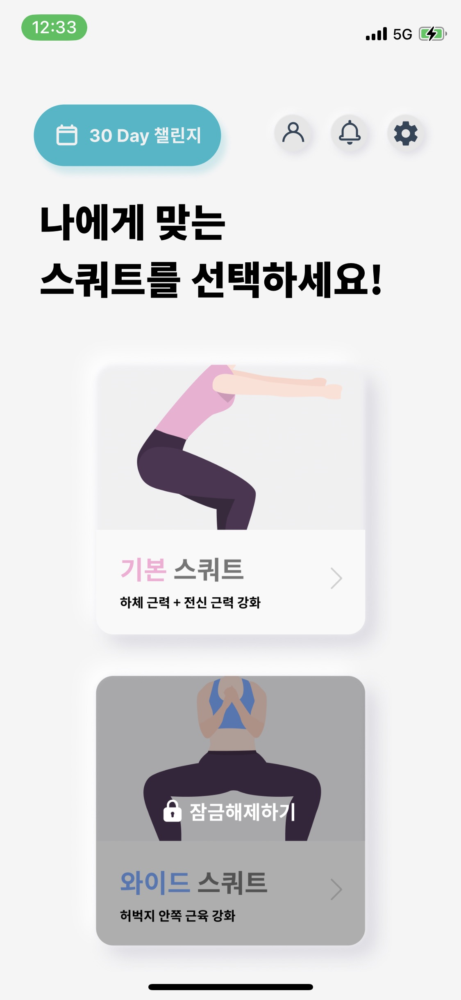 12:33
5G
30 Day 챌린지
나에게 맞는
스쿼트를 선택하세요!
기본 스쿼트
하체 근력 + 전신 근력 강화
잠금해제하기
와이드 스쿼트
허벅지 안쪽 근육 강화